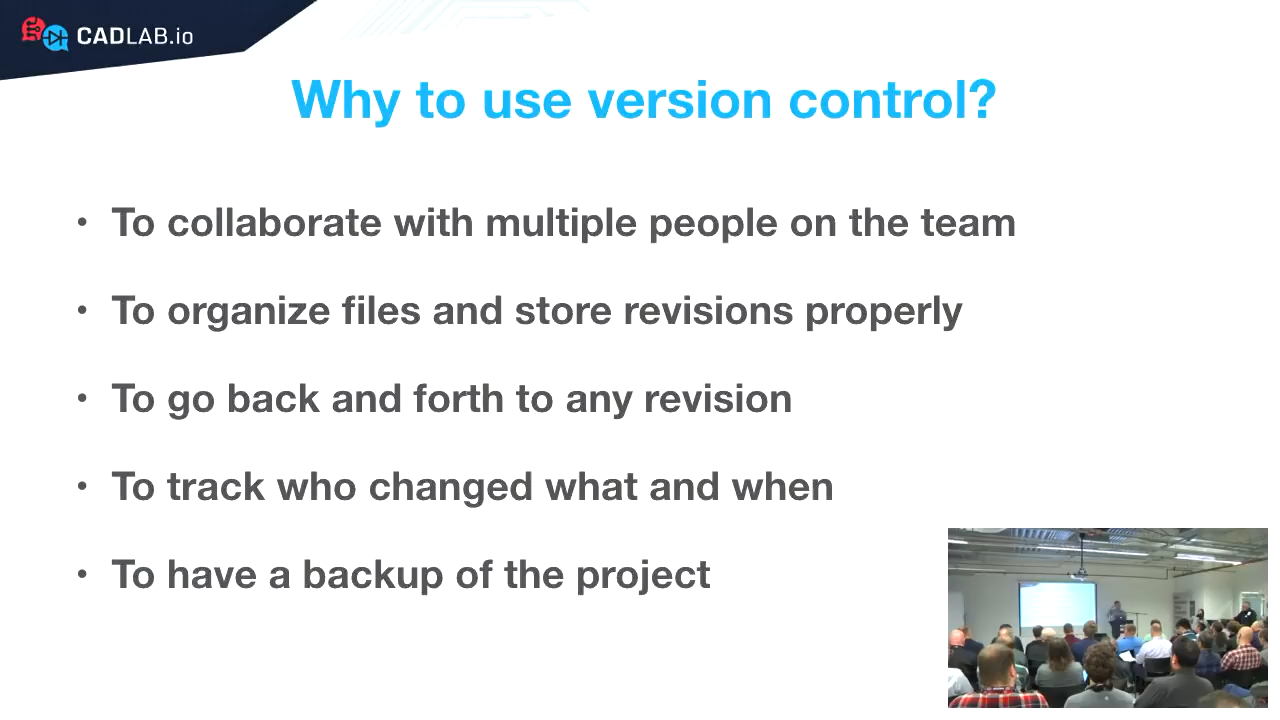 CADLAB.io
Why to use version control?
• To collaborate with multiple people on the team
• To organize files and store revisions properly
• To go back and forth to any revision
• To track who changed what and when
• To have a backup of the project